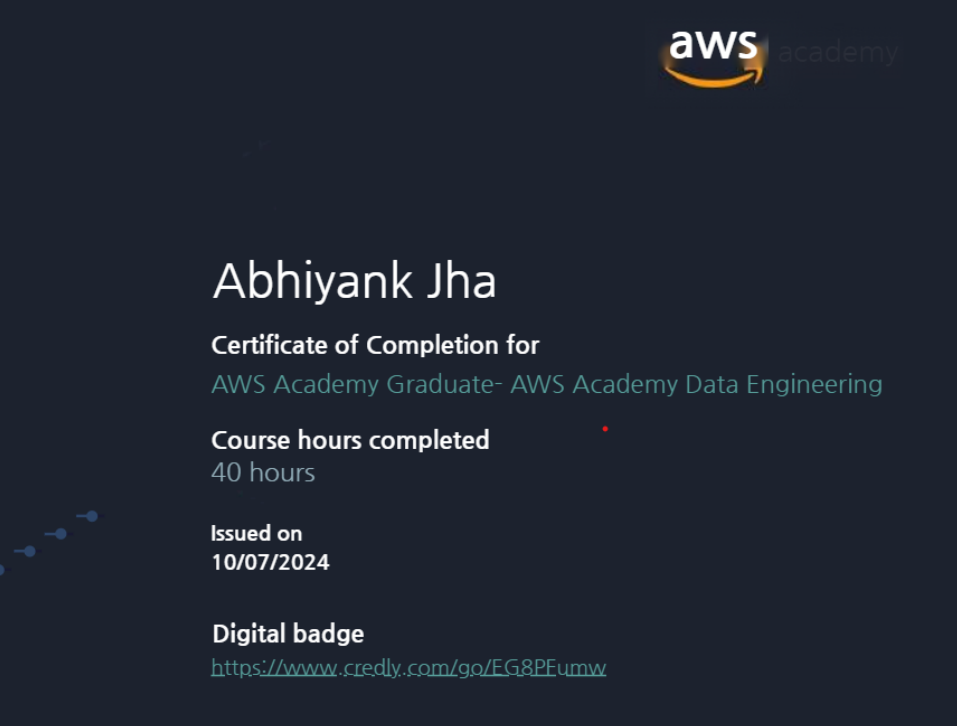 aws academy
Abhiyank Jha
Certificate of Completion for
AWS Academy Graduate- AWS Academy Data Engineering
Course hours completed
40 hours
Issued on
10/07/2024
Digital badge
https://www.credly.com/go/EG8PFumw